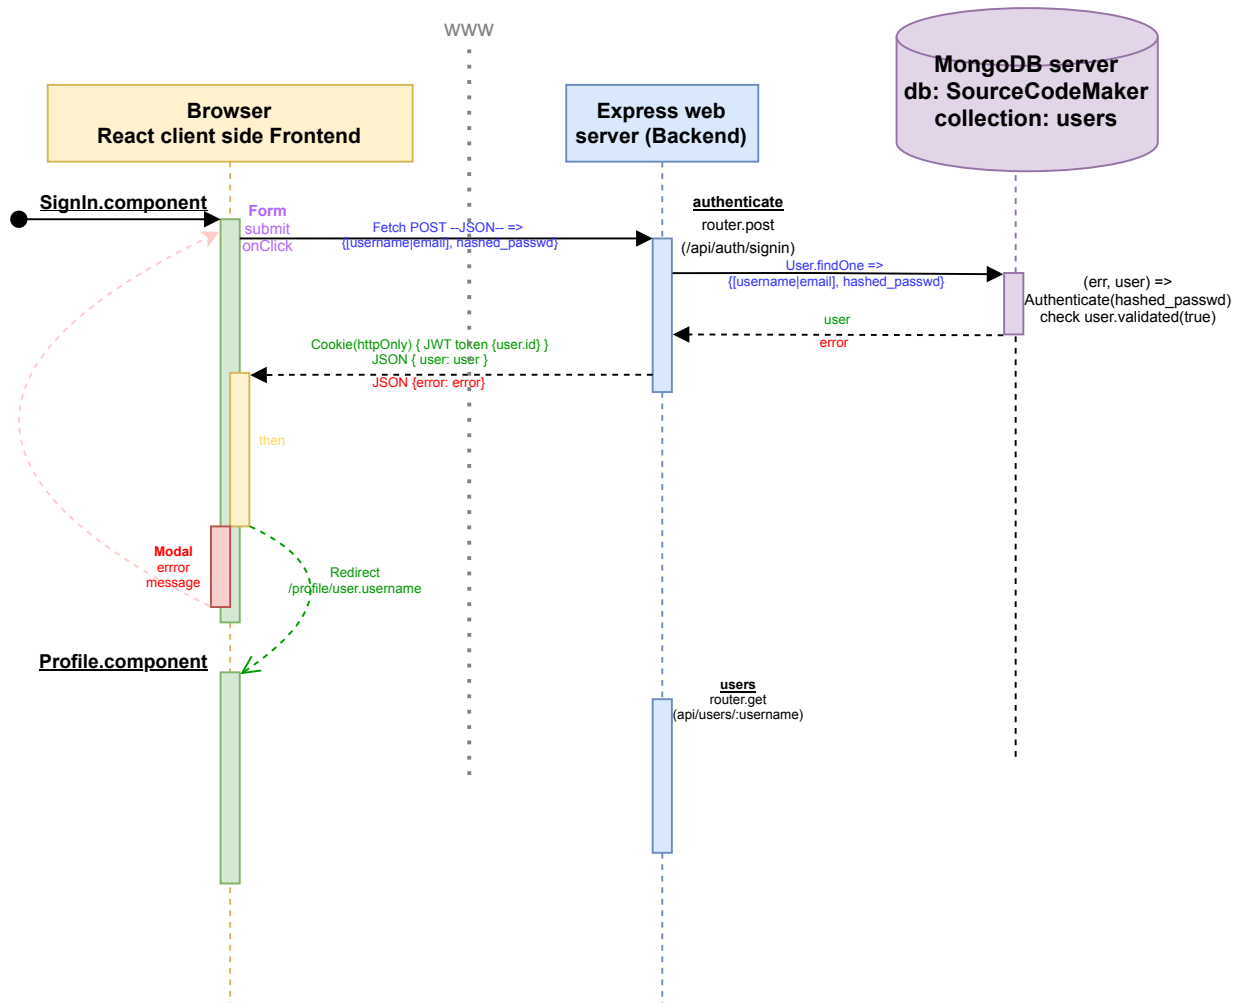 www
MongoDB server
db: SourceCodeMaker
collection: users
Browser
React client side Frontend
Express web
server (Backend)
SignIn.component
Form
submit
onClick
Fetch POST --JSON-- =>
{[username|email], hashed_passwd}
authenticate
router.post
(/api/auth/signin)
User.findOne =>
{[username|email], hashed_passwd}
(err, user) =>
Authenticate(hashed_passwd)
check user.validated(true)
user
error
Cookie(httpOnly) { JWT token {user.id} }
JSON { user: user }
JSON {error: error}
then
Modal
errror
message
Redirect
/profile/user.username
Profile.component
users
router.get
(api/users/:username)